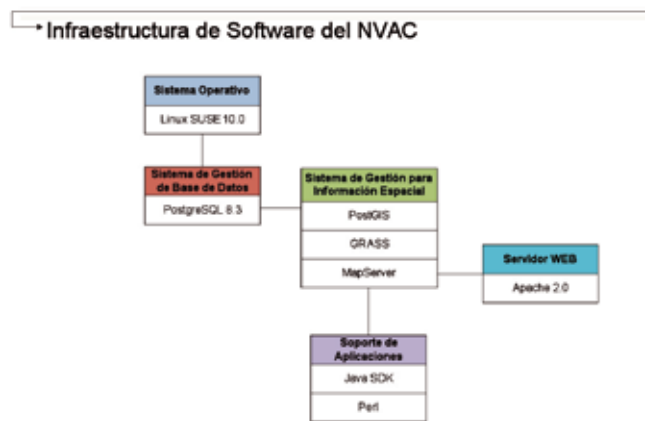 Infraestructura de Software del NVAC
Sistema Operativo
Linux SUSE 10.0
Sistema de Gestión
de Base de Datos
PostgreSQL 8.3
Sistema de Gestión para
Información Espacial
PostGIS
GRASS
MapServer
Servidor WEB
Apache 2.0
Soporte de
Aplicaciones
Java SDK
Perl